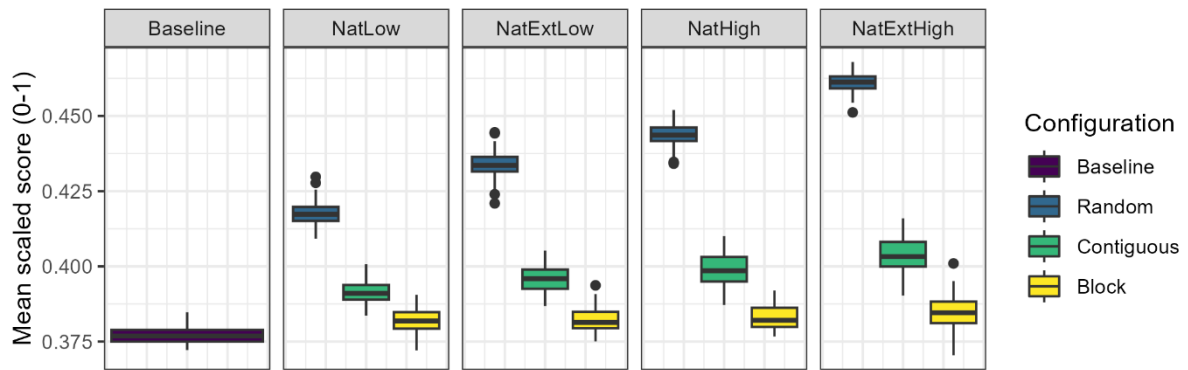 Baseline NatLow NatExtLow NatHigh NatExtHigh
Mean scaled score (0-1)
0.450
0.425
0.400
0.375
Configuration
Baseline
Random
Contiguous
Block